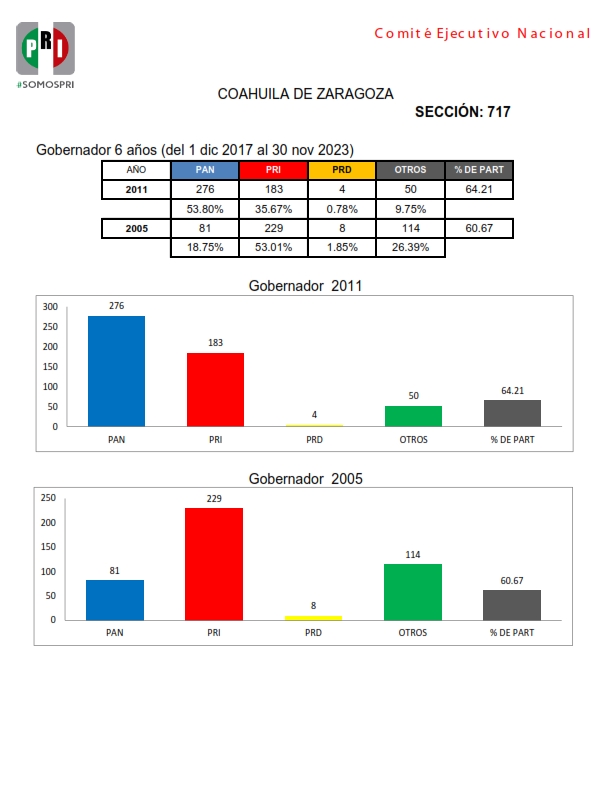 Comité Ejecutivo Nacional
PRI
#SOMOSPRI
COAHUILA DE ZARAGOZA
SECCIÓN: 717
Gobernador 6 años (del 1 dic 2017 al 30 nov 2023)
AÑO PAN PRI PRD OTROS % DE PART
2011 276 183 4 50 64.21
53.80% 35.67% 0.78% 9.75%
2005 81 229 8 114 60.67
18.75% 53.01% 1.85% 26.39%
Gobernador 2011
300
250
200
150
100
50
0
276
183
4
50
64.21
PAN PRI PRD OTROS % DE PART
Gobernador 2005
250
200
150
100
50
0
81
229
8
114
60.67
PAN PRI PRD OTROS % DE PART